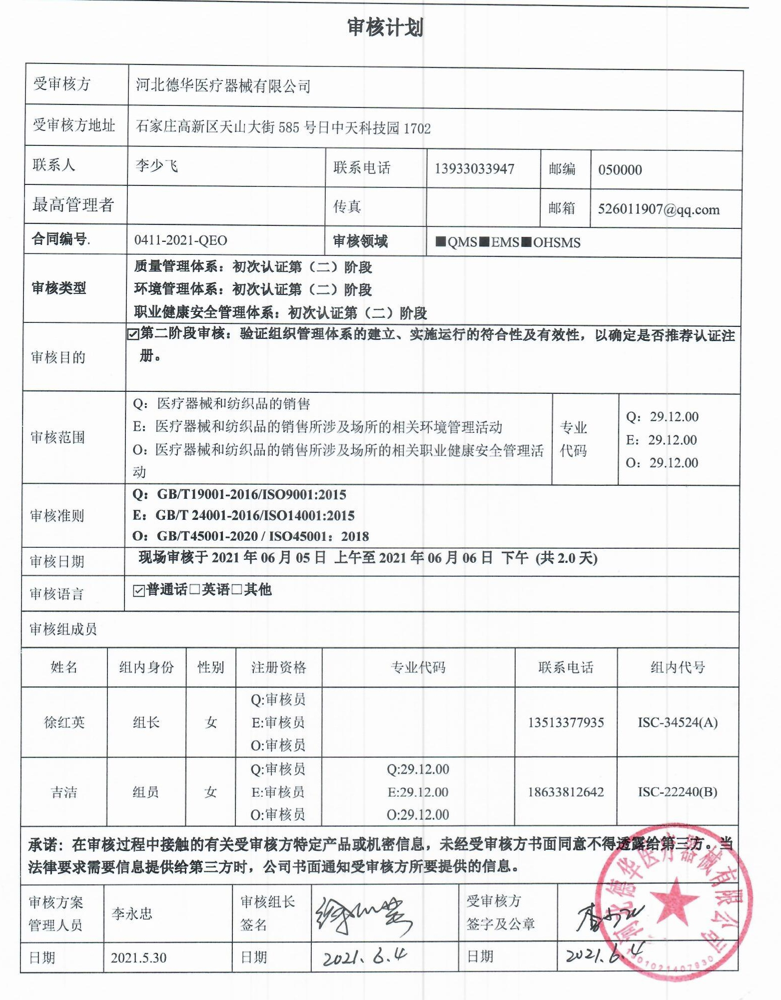 审核计划
受审核方 河北德华医疗器械有限公司
受审核方地址 石家庄高新区天山大街 585 号日中天科技园 1702
联系人 李少飞 联系电话 13933033947 邮编 050000
最高管理者 传真 邮箱 526011907@qq.com
合同编号. 0411-2021-QEO 审核领域 ■QMS■EMS■OHSMS
审核类型
质量管理体系：初次认证第（二）阶段
环境管理体系：初次认证第（二）阶段
职业健康安全管理体系：初次认证第（二）阶段
审核目的
☑第二阶段审核：验证组织管理体系的建立、实施运行的符合性及有效性，以确定是否推荐认证注
册。
审核范围
Q：医疗器械和纺织品的销售
E：医疗器械和纺织品的销售所涉及场所的相关环境管理活动
O：医疗器械和纺织品的销售所涉及场所的相关职业健康安全管理活
动
专业
代码
Q：29.12.00
E：29.12.00
O：29.12.00
审核准则
Q：GB/T19001-2016/ISO9001:2015
E：GB/T 24001-2016/ISO14001:2015
O：GB/T45001-2020 / ISO45001：2018
审核日期 现场审核于 2021 年 06 月 05 日 上午至 2021 年 06 月 06 日 下午 (共 2.0 天)
审核语言 ☑普通话□英语□其他
审核组成员
姓名 组内身份 性别 注册资格 专业代码 联系电话 组内代号
徐红英 组长 女
Q:审核员
E:审核员
O:审核员
13513377935 ISC-34524(A)
吉洁 组员 女
Q:审核员
E:审核员
O:审核员
Q:29.12.00
E:29.12.00
O:29.12.00
18633812642 ISC-22240(B)
承诺：在审核过程中接触的有关受审核方特定产品或机密信息，未经受审核方书面同意不得透露给第三方。当
法律要求需要信息提供给第三方时，公司书面通知受审核方所要提供的信息。
审核方案
管理人员
李永忠
审核组长
签名
徐红英
受审核方
签字及公章
李少飞
日期 2021.5.30 日期 2021.6.4 日期 2021.6.4
河北德华医疗器械有限公司
1301021407930